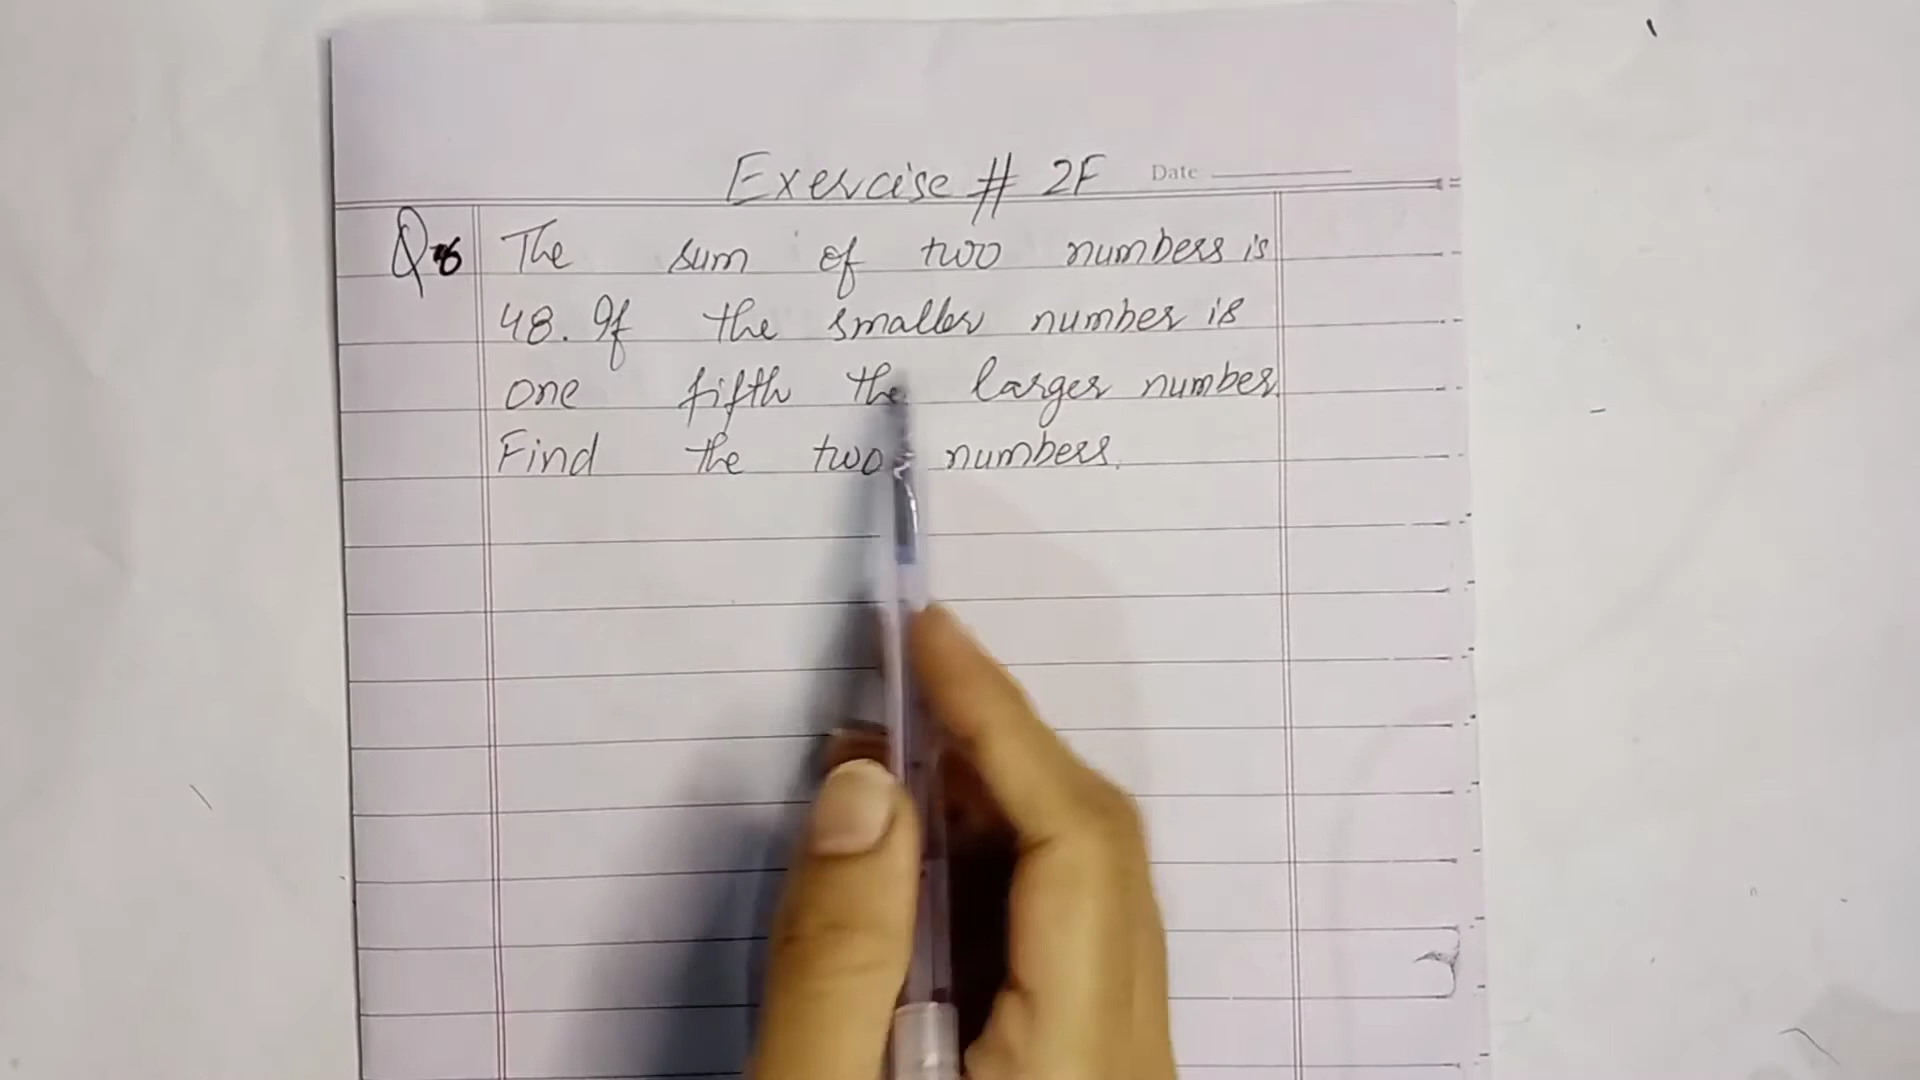 Exercise # 2F
Date
Q6 The sum of two numbers is
48. If the smaller number is
one fifth the larger number.
Find the two numbers.